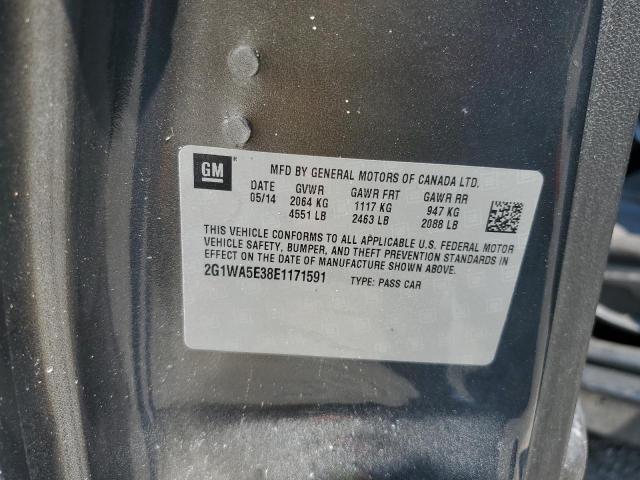 GM ®
MFD BY GENERAL MOTORS OF CANADA LTD.
DATE GVWR GAWR FRT GAWR RR
05/14 2064 KG 1117 KG 947 KG
4551 LB 2463 LB 2088 LB
THIS VEHICLE CONFORMS TO ALL APPLICABLE U.S. FEDERAL MOTOR
VEHICLE SAFETY, BUMPER, AND THEFT PREVENTION STANDARDS IN
EFFECT ON THE DATE OF MANUFACTURE SHOWN ABOVE.
2G1WA5E38E1171591 TYPE: PASS CAR